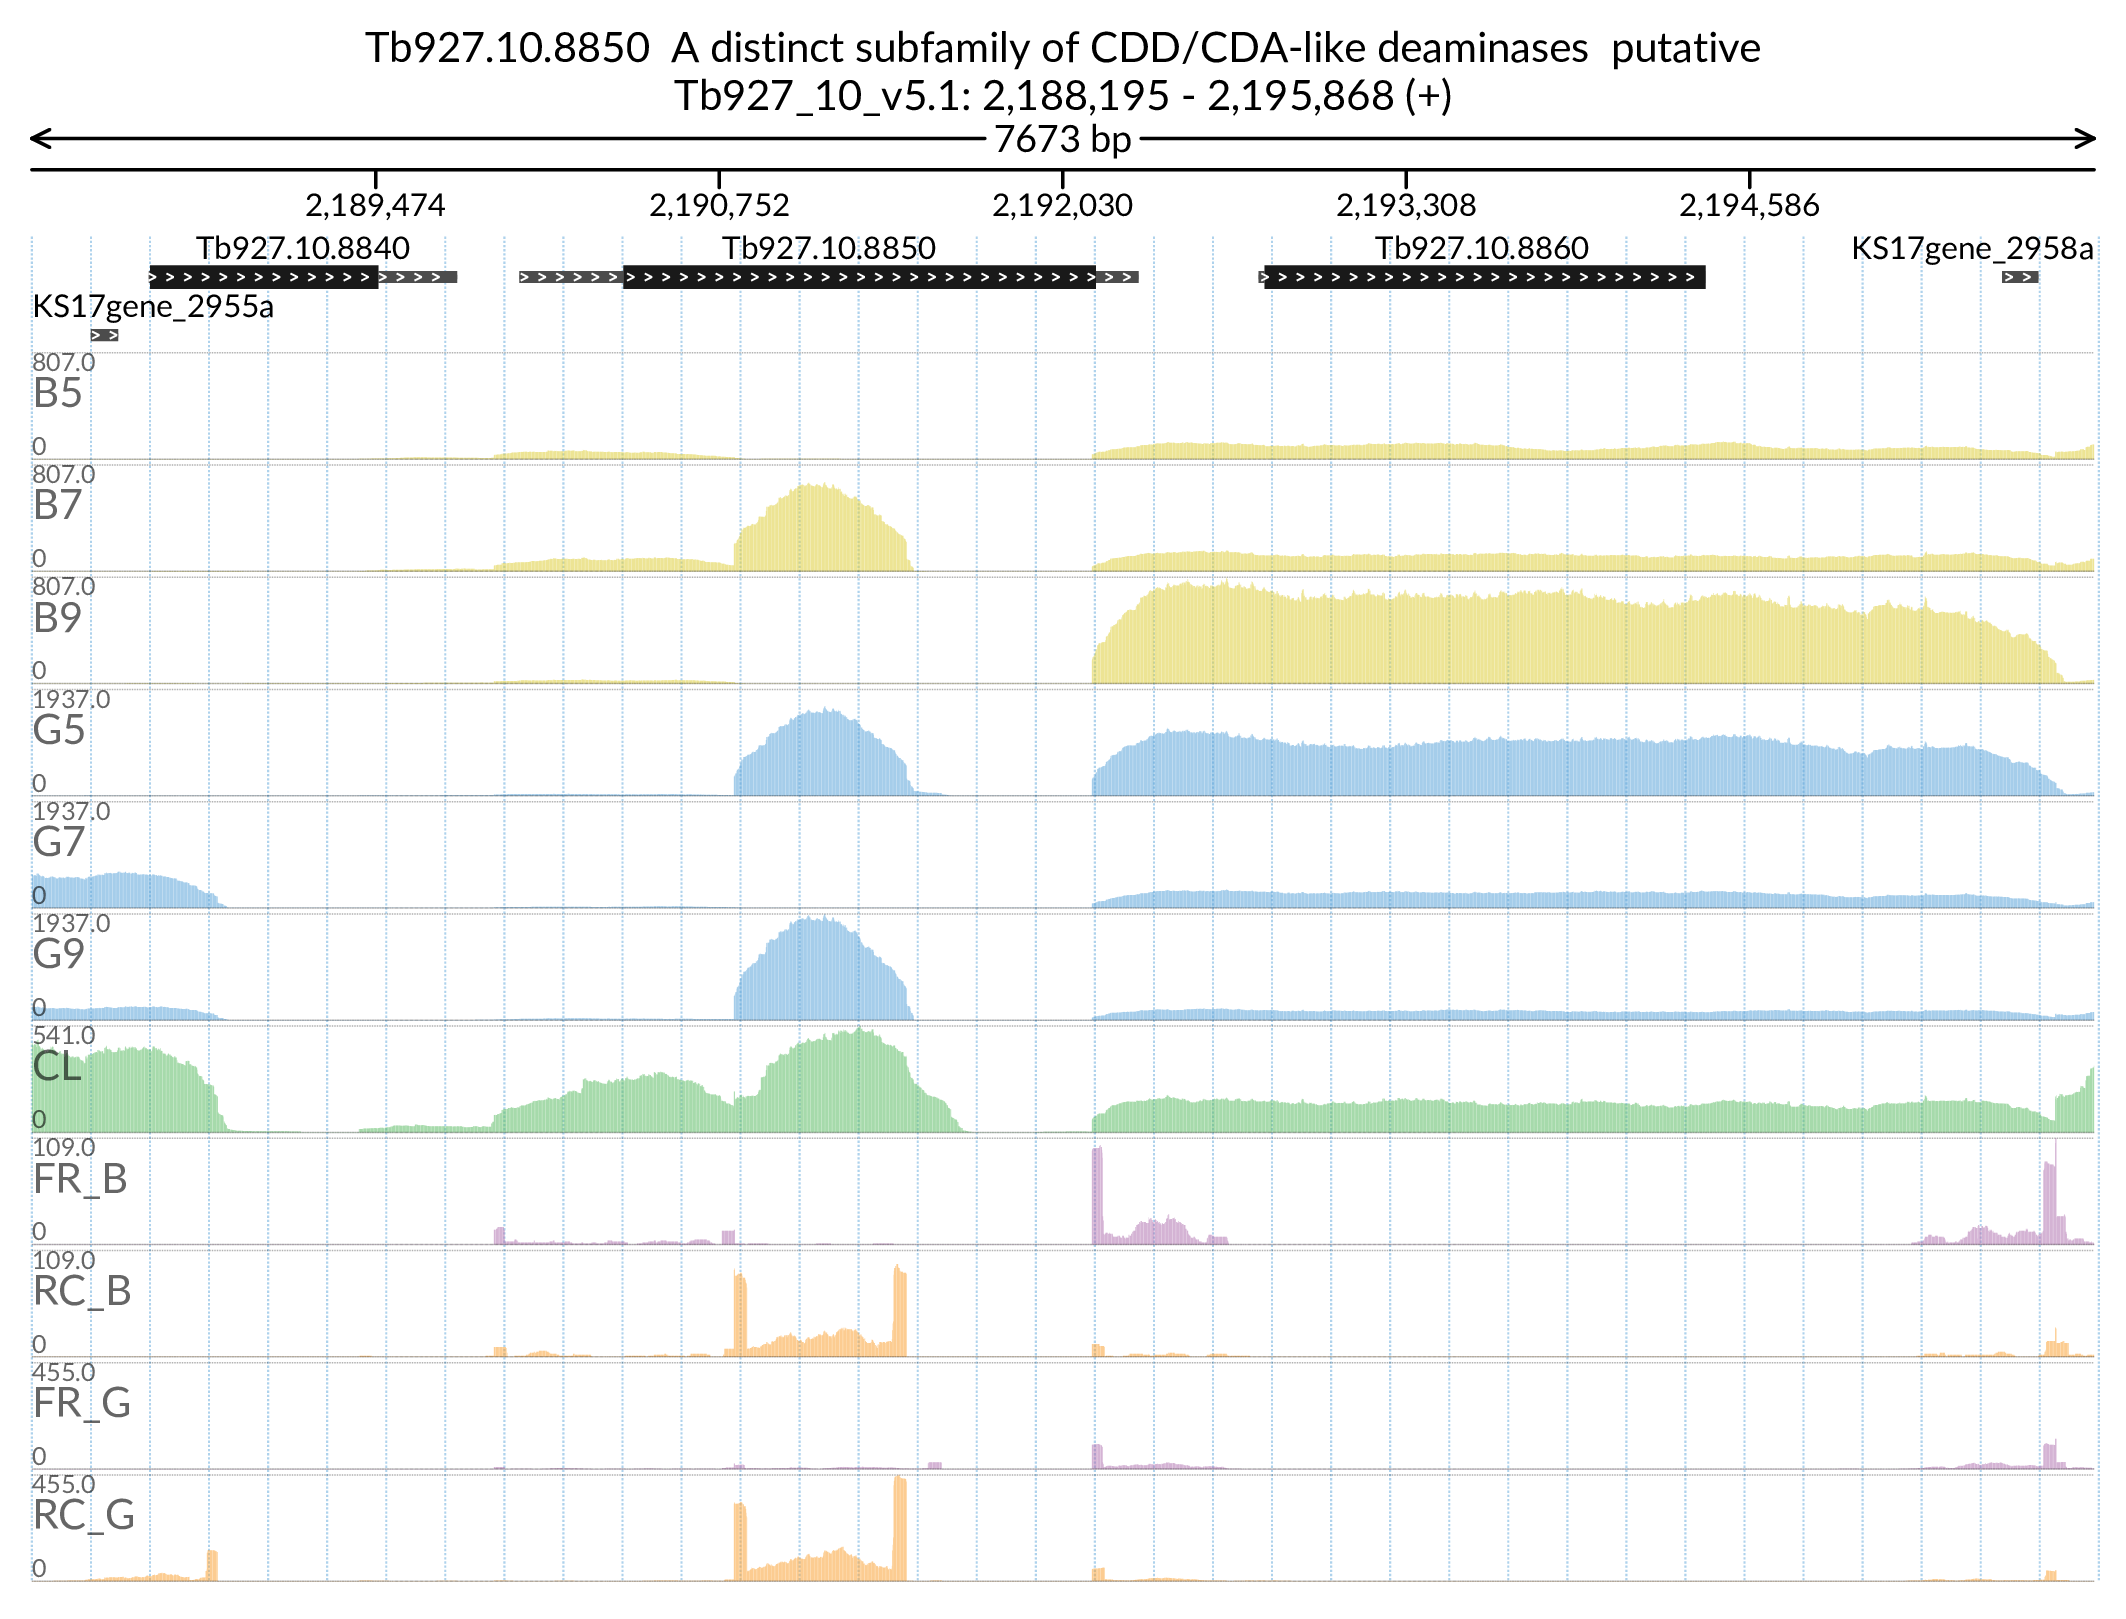 Tb927.10.8850  A distinct subfamily of CDD/CDA-like deaminases  putative
Tb927_10_v5.1: 2,188,195 - 2,195,868 (+)
7673 bp
2,189,474 2,190,752 2,192,030 2,193,308 2,194,586
Tb927.10.8840 Tb927.10.8850 Tb927.10.8860 KS17gene_2958a
KS17gene_2955a
807.0
B5
0
807.0
B7
0
807.0
B9
0
1937.0
G5
0
1937.0
G7
0
1937.0
G9
0
541.0
CL
0
109.0
FR_B
0
109.0
RC_B
0
455.0
FR_G
0
455.0
RC_G
0